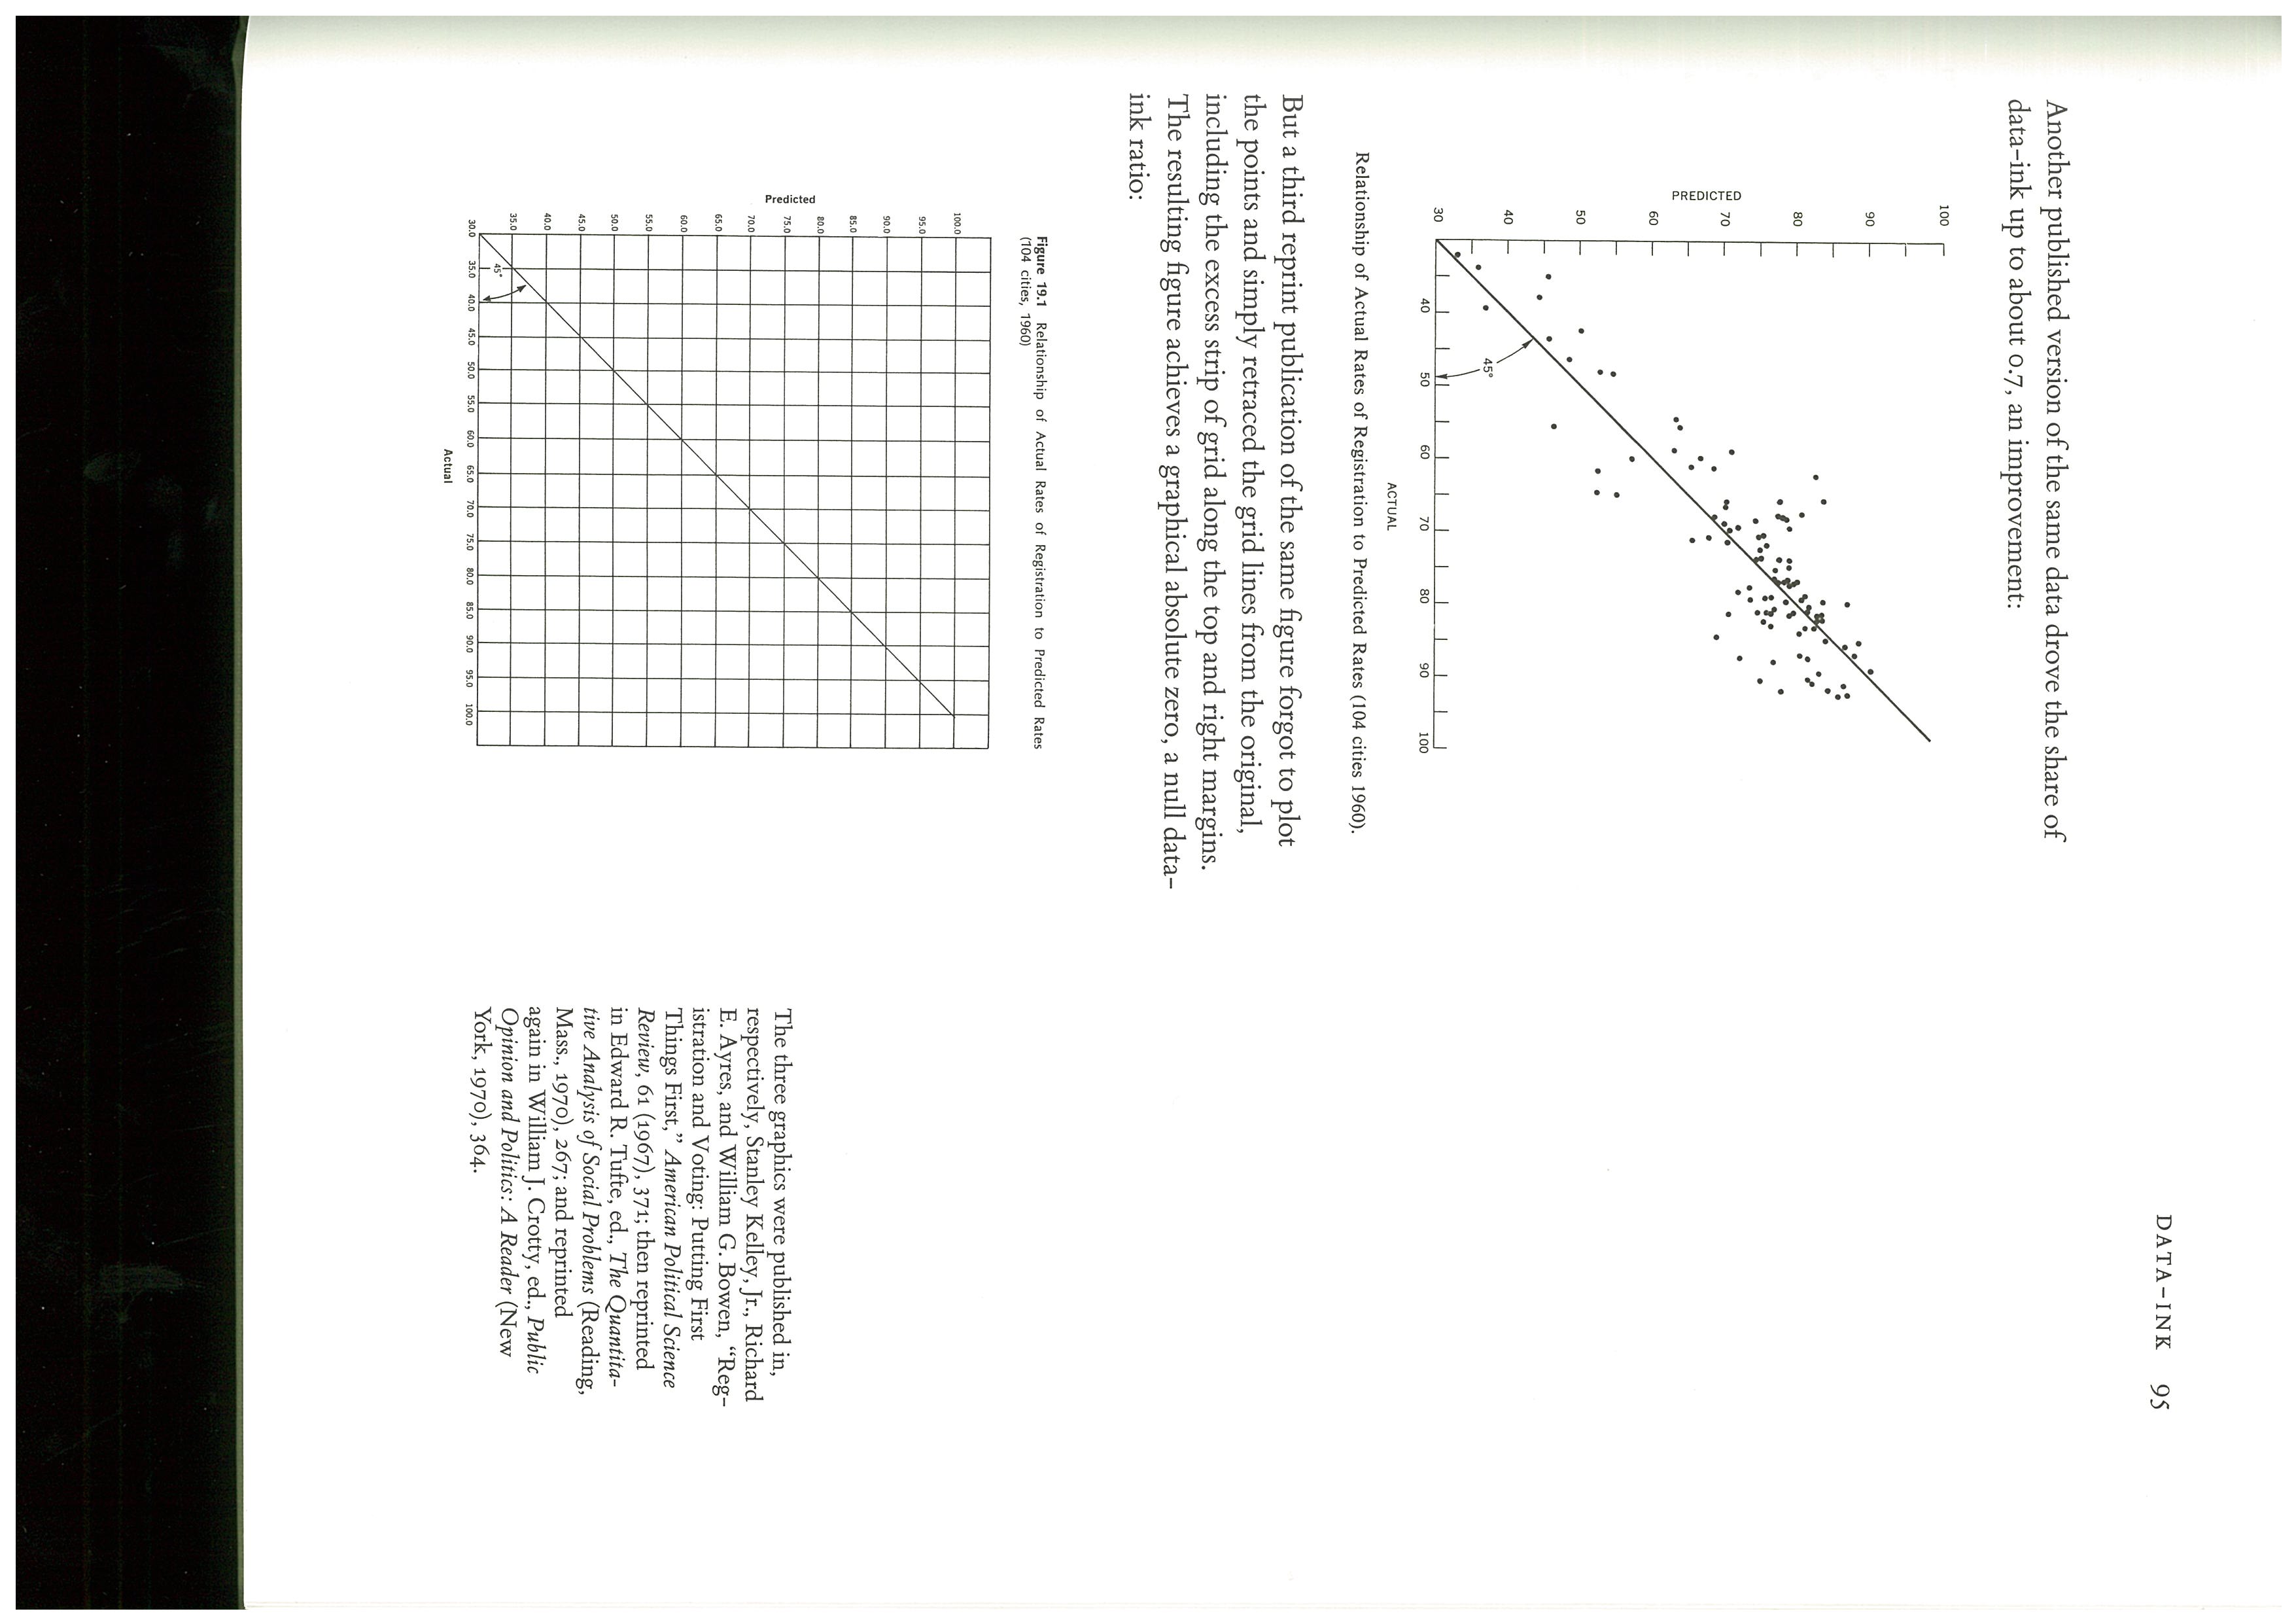 DATA-INK 95
Another published version of the same data drove the share of
data-ink up to about 0.7, an improvement:
100
90
80
70
60
50
40
30
PREDICTED
45°
40 50 60 70 80 90 100
ACTUAL
Relationship of Actual Rates of Registration to Predicted Rates (104 cities 1960).
But a third reprint publication of the same figure forgot to plot
the points and simply retraced the grid lines from the original,
including the excess strip of grid along the top and right margins.
The resulting figure achieves a graphical absolute zero, a null data-
ink ratio:
Figure 19.1 Relationship of Actual Rates of Registration to Predicted Rates
(104 cities, 1960)
100.0
95.0
90.0
85.0
80.0
75.0
70.0
65.0
60.0
55.0
50.0
45.0
40.0
35.0
Predicted
45°
30.0 35.0 40.0 45.0 50.0 55.0 60.0 65.0 70.0 75.0 80.0 85.0 90.0 95.0 100.0
Actual
The three graphics were published in,
respectively, Stanley Kelley, Jr., Richard
E. Ayres, and William G. Bowen, “Reg-
istration and Voting: Putting First
Things First,” American Political Science
Review, 61 (1967), 371; then reprinted
in Edward R. Tufte, ed., The Quantita-
tive Analysis of Social Problems (Reading,
Mass., 1970), 267; and reprinted
again in William J. Crotty, ed., Public
Opinion and Politics: A Reader (New
York, 1970), 364.